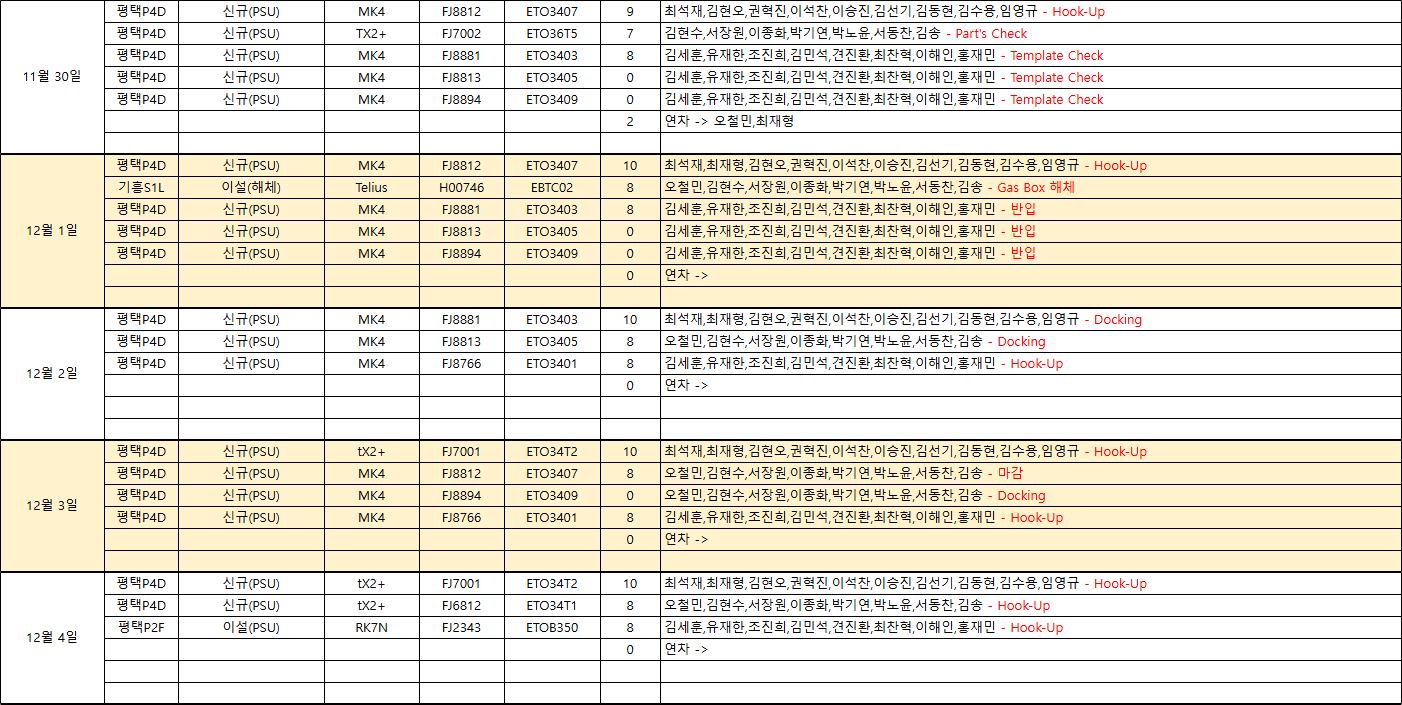 평택P4D 신규(PSU) MK4 FJ8812 ETO3407 9 최석재,김현오,권혁진,이석찬,이승진,김선기,김동현,김수용,임영규 - Hook-Up
평택P4D 신규(PSU) TX2+ FJ7002 ETO36T5 7 김현수,서장원,이종화,박기연,박노윤,서동찬,김송 - Part's Check
11월 30일 평택P4D 신규(PSU) MK4 FJ8881 ETO3403 8 김세훈,유재한,조진희,김민석,견진환,최찬혁,이해인,홍재민 - Template Check
평택P4D 신규(PSU) MK4 FJ8813 ETO3405 0 김세훈,유재한,조진희,김민석,견진환,최찬혁,이해인,홍재민 - Template Check
평택P4D 신규(PSU) MK4 FJ8894 ETO3409 0 김세훈,유재한,조진희,김민석,견진환,최찬혁,이해인,홍재민 - Template Check
2 연차 -> 오철민,최재형
평택P4D 신규(PSU) MK4 FJ8812 ETO3407 10 최석재,최재형,김현오,권혁진,이석찬,이승진,김선기,김동현,김수용,임영규 - Hook-Up
기흥S1L 이설(해체) Telius H00746 EBTC02 8 오철민,김현수,서장원,이종화,박기연,박노윤,서동찬,김송 - Gas Box 해체
평택P4D 신규(PSU) MK4 FJ8881 ETO3403 8 김세훈,유재한,조진희,김민석,견진환,최찬혁,이해인,홍재민 - 반입
12월 1일 평택P4D 신규(PSU) MK4 FJ8813 ETO3405 0 김세훈,유재한,조진희,김민석,견진환,최찬혁,이해인,홍재민 - 반입
평택P4D 신규(PSU) MK4 FJ8894 ETO3409 0 김세훈,유재한,조진희,김민석,견진환,최찬혁,이해인,홍재민 - 반입
0 연차 ->
평택P4D 신규(PSU) MK4 FJ8881 ETO3403 10 최석재,최재형,김현오,권혁진,이석찬,이승진,김선기,김동현,김수용,임영규 - Docking
평택P4D 신규(PSU) MK4 FJ8813 ETO3405 8 오철민,김현수,서장원,이종화,박기연,박노윤,서동찬,김송 - Docking
12월 2일 평택P4D 신규(PSU) MK4 FJ8766 ETO3401 8 김세훈,유재한,조진희,김민석,견진환,최찬혁,이해인,홍재민 - Hook-Up
0 연차 ->
평택P4D 신규(PSU) tX2+ FJ7001 ETO34T2 10 최석재,최재형,김현오,권혁진,이석찬,이승진,김선기,김동현,김수용,임영규 - Hook-Up
평택P4D 신규(PSU) MK4 FJ8812 ETO3407 8 오철민,김현수,서장원,이종화,박기연,박노윤,서동찬,김송 - 마감
12월 3일 평택P4D 신규(PSU) MK4 FJ8894 ETO3409 0 오철민,김현수,서장원,이종화,박기연,박노윤,서동찬,김송 - Docking
평택P4D 신규(PSU) MK4 FJ8766 ETO3401 8 김세훈,유재한,조진희,김민석,견진환,최찬혁,이해인,홍재민 - Hook-Up
0 연차 ->
평택P4D 신규(PSU) tX2+ FJ7001 ETO34T2 10 최석재,최재형,김현오,권혁진,이석찬,이승진,김선기,김동현,김수용,임영규 - Hook-Up
평택P4D 신규(PSU) tX2+ FJ6812 ETO34T1 8 오철민,김현수,서장원,이종화,박기연,박노윤,서동찬,김송 - Hook-Up
12월 4일 평택P2F 이설(PSU) RK7N FJ2343 ETOB350 8 김세훈,유재한,조진희,김민석,견진환,최찬혁,이해인,홍재민 - Hook-Up
0 연차 ->